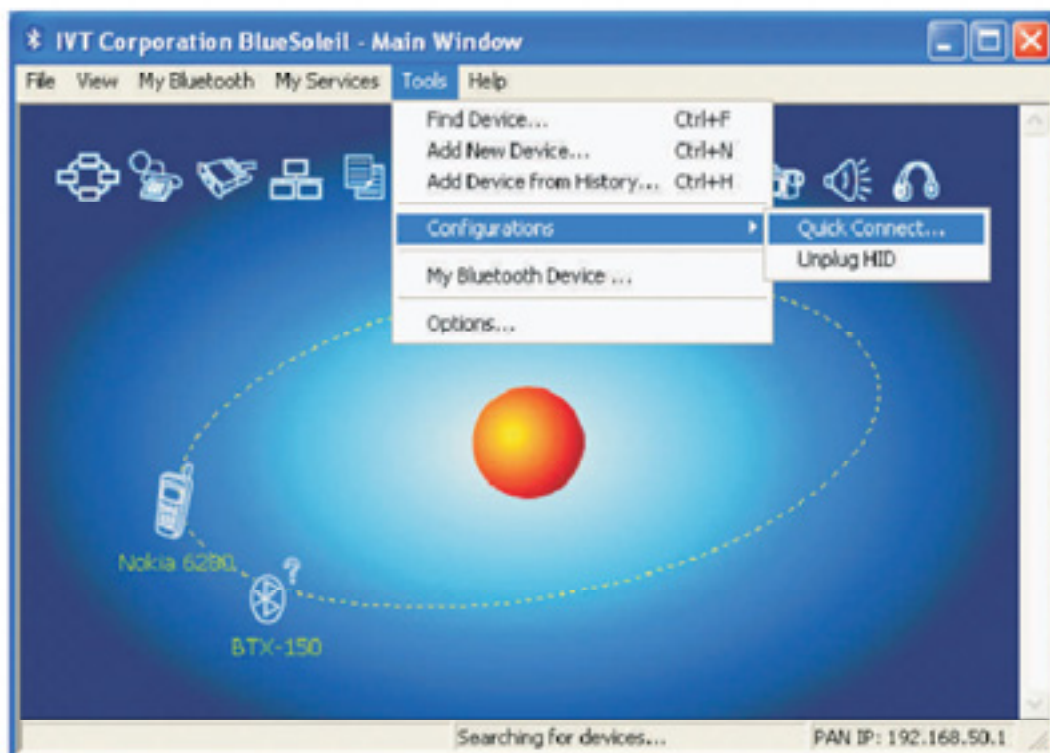 IVT Corporation BlueSoleil - Main Window
File View My Bluetooth My Services Tools Help
Find Device... Ctrl+F
Add New Device... Ctrl+N
Add Device from History... Ctrl+H
Configurations
Quick Connect...
Unplug HID
My Bluetooth Device ...
Options...
Nokia 6280
?
BTX-150
Searching for devices... PAN IP: 192.168.50.1